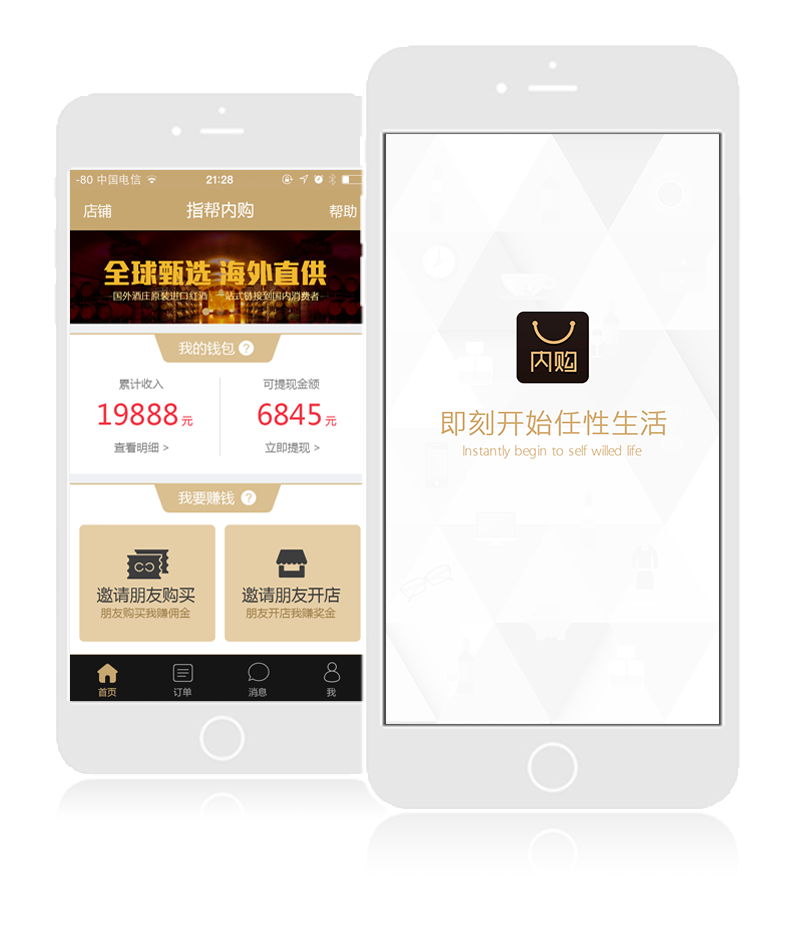 -80 中国电信 21:28
店铺 指帮内购 帮助
全球甄选 海外直供
国外酒庄原装进口红酒,一站式链接到国内消费者
我的钱包 ?
累计收入 可提现金额
19888元 6845元
查看明细 > 立即提现 >
我要赚钱 ?
邀请朋友购买 邀请朋友开店
朋友购买我赚佣金 朋友开店我赚奖金
首页 订单 消息 我
内购
即刻开始任性生活
Instantly begin to self willed life